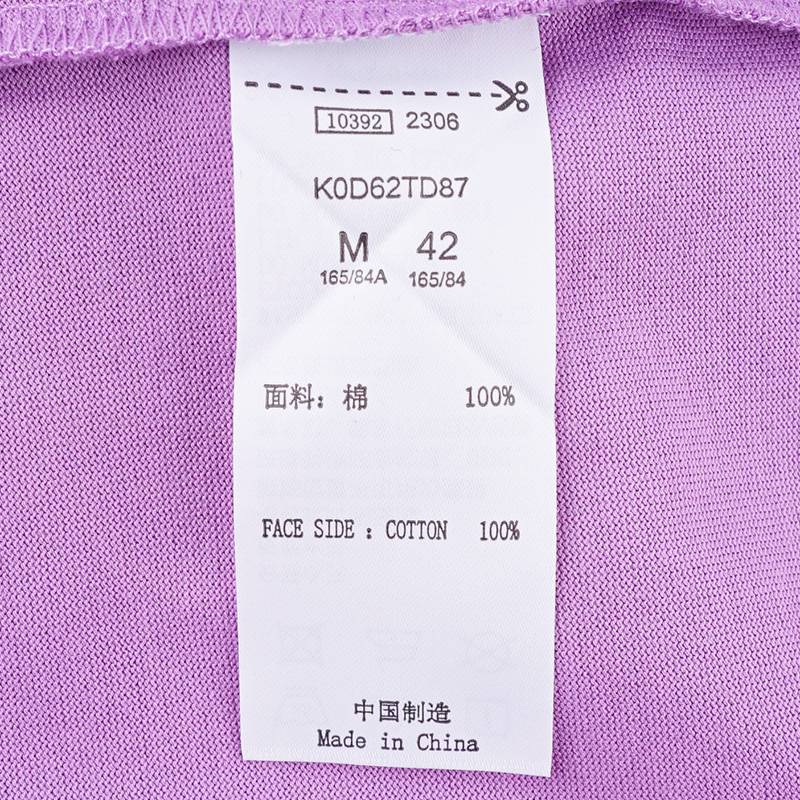 10392 2306
K0D62TD87
M 42
165/84A 165/84
面料：棉 100%
FACE SIDE : COTTON 100%
中国制造
Made in China